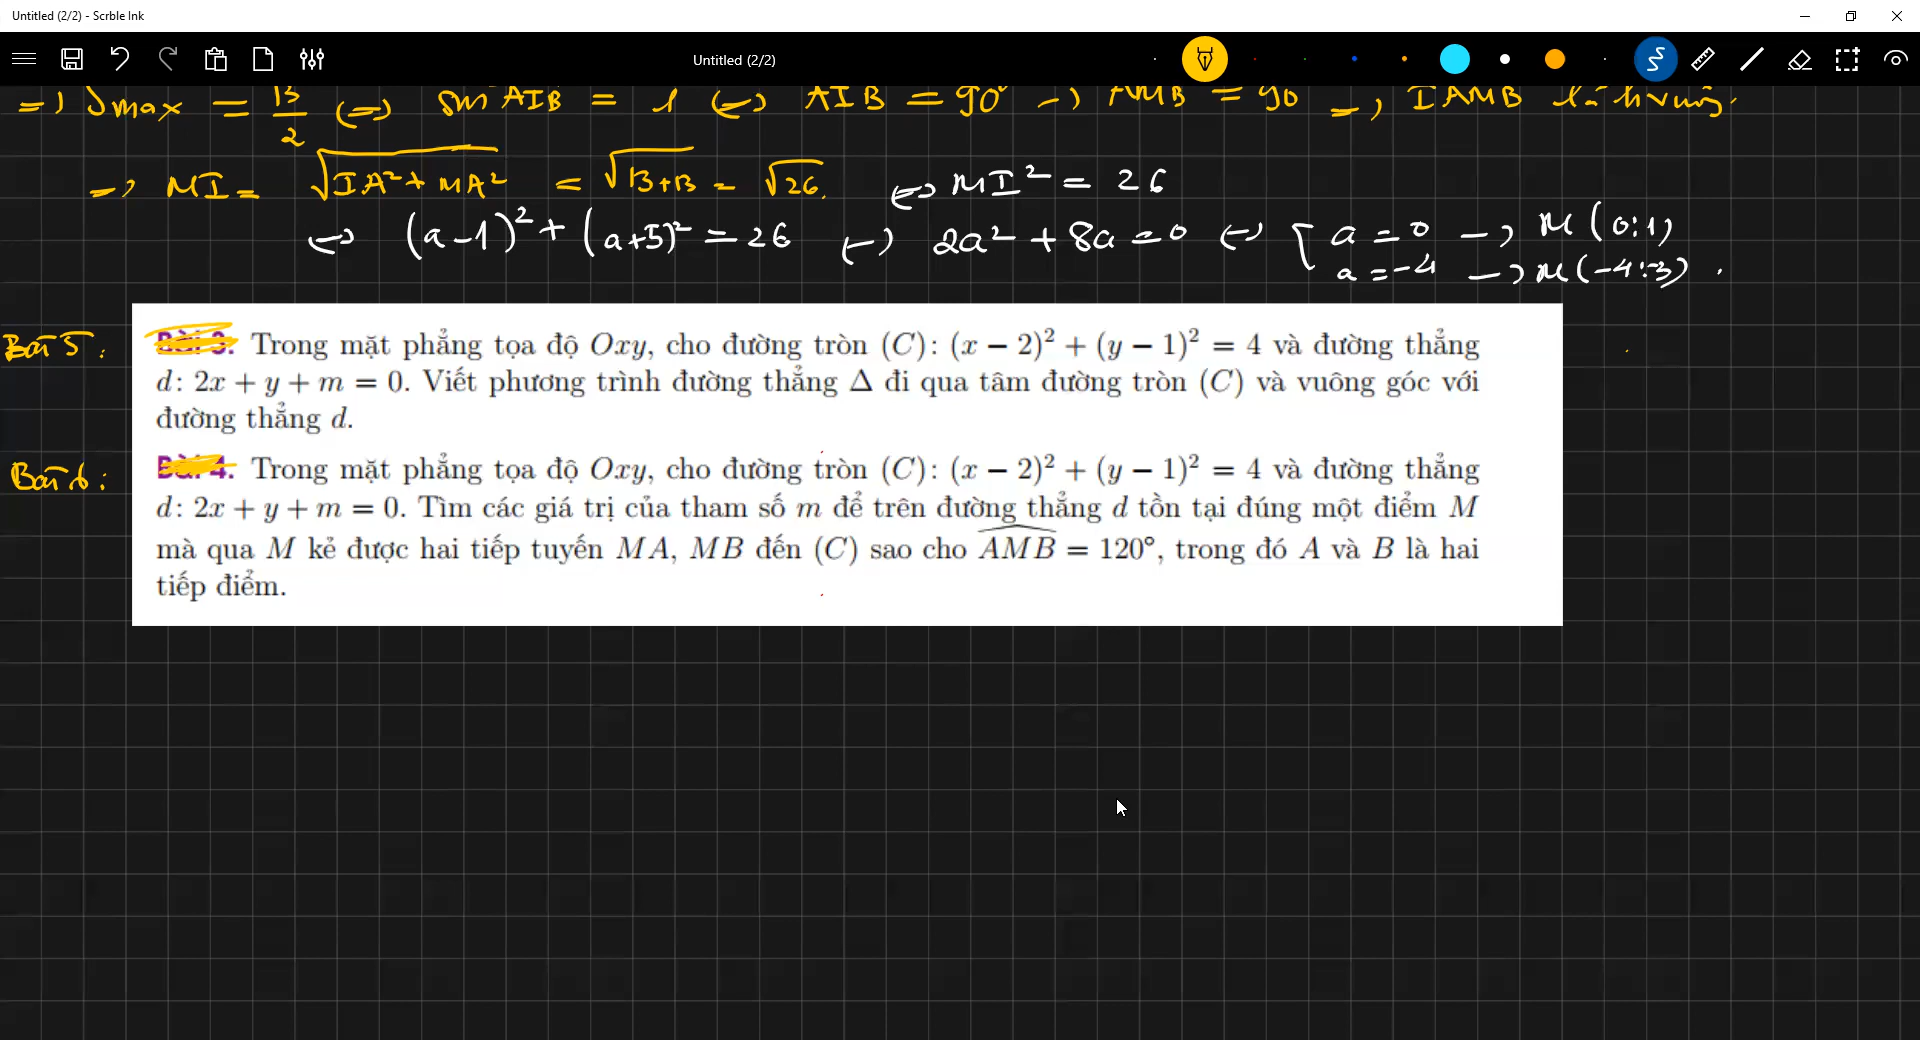 Untitled (2/2) - Scrble Ink
Untitled (2/2)
=) Smax = 13/2 (=) sin AIB = 1 (=) AIB = 90° -) AMB = 90 =) IAMB là hvuông.
=) MI = √(IA² + MA²) = √(13+13) = √26. (=) MI² = 26
(=) (a-1)² + (a+5)² = 26 (=) 2a² + 8a = 0 (=) [ a = 0 -) M(0;1)
a = -4 -) M(-4;-3).
Bài 5: Bài 3. Trong mặt phẳng tọa độ Oxy, cho đường tròn (C): (x − 2)² + (y − 1)² = 4 và đường thẳng
d: 2x + y + m = 0. Viết phương trình đường thẳng Δ đi qua tâm đường tròn (C) và vuông góc với
đường thẳng d.
Bài 6: Bài 4. Trong mặt phẳng tọa độ Oxy, cho đường tròn (C): (x − 2)² + (y − 1)² = 4 và đường thẳng
d: 2x + y + m = 0. Tìm các giá trị của tham số m để trên đường thẳng d tồn tại đúng một điểm M
mà qua M kẻ được hai tiếp tuyến MA, MB đến (C) sao cho AMB = 120°, trong đó A và B là hai
tiếp điểm.